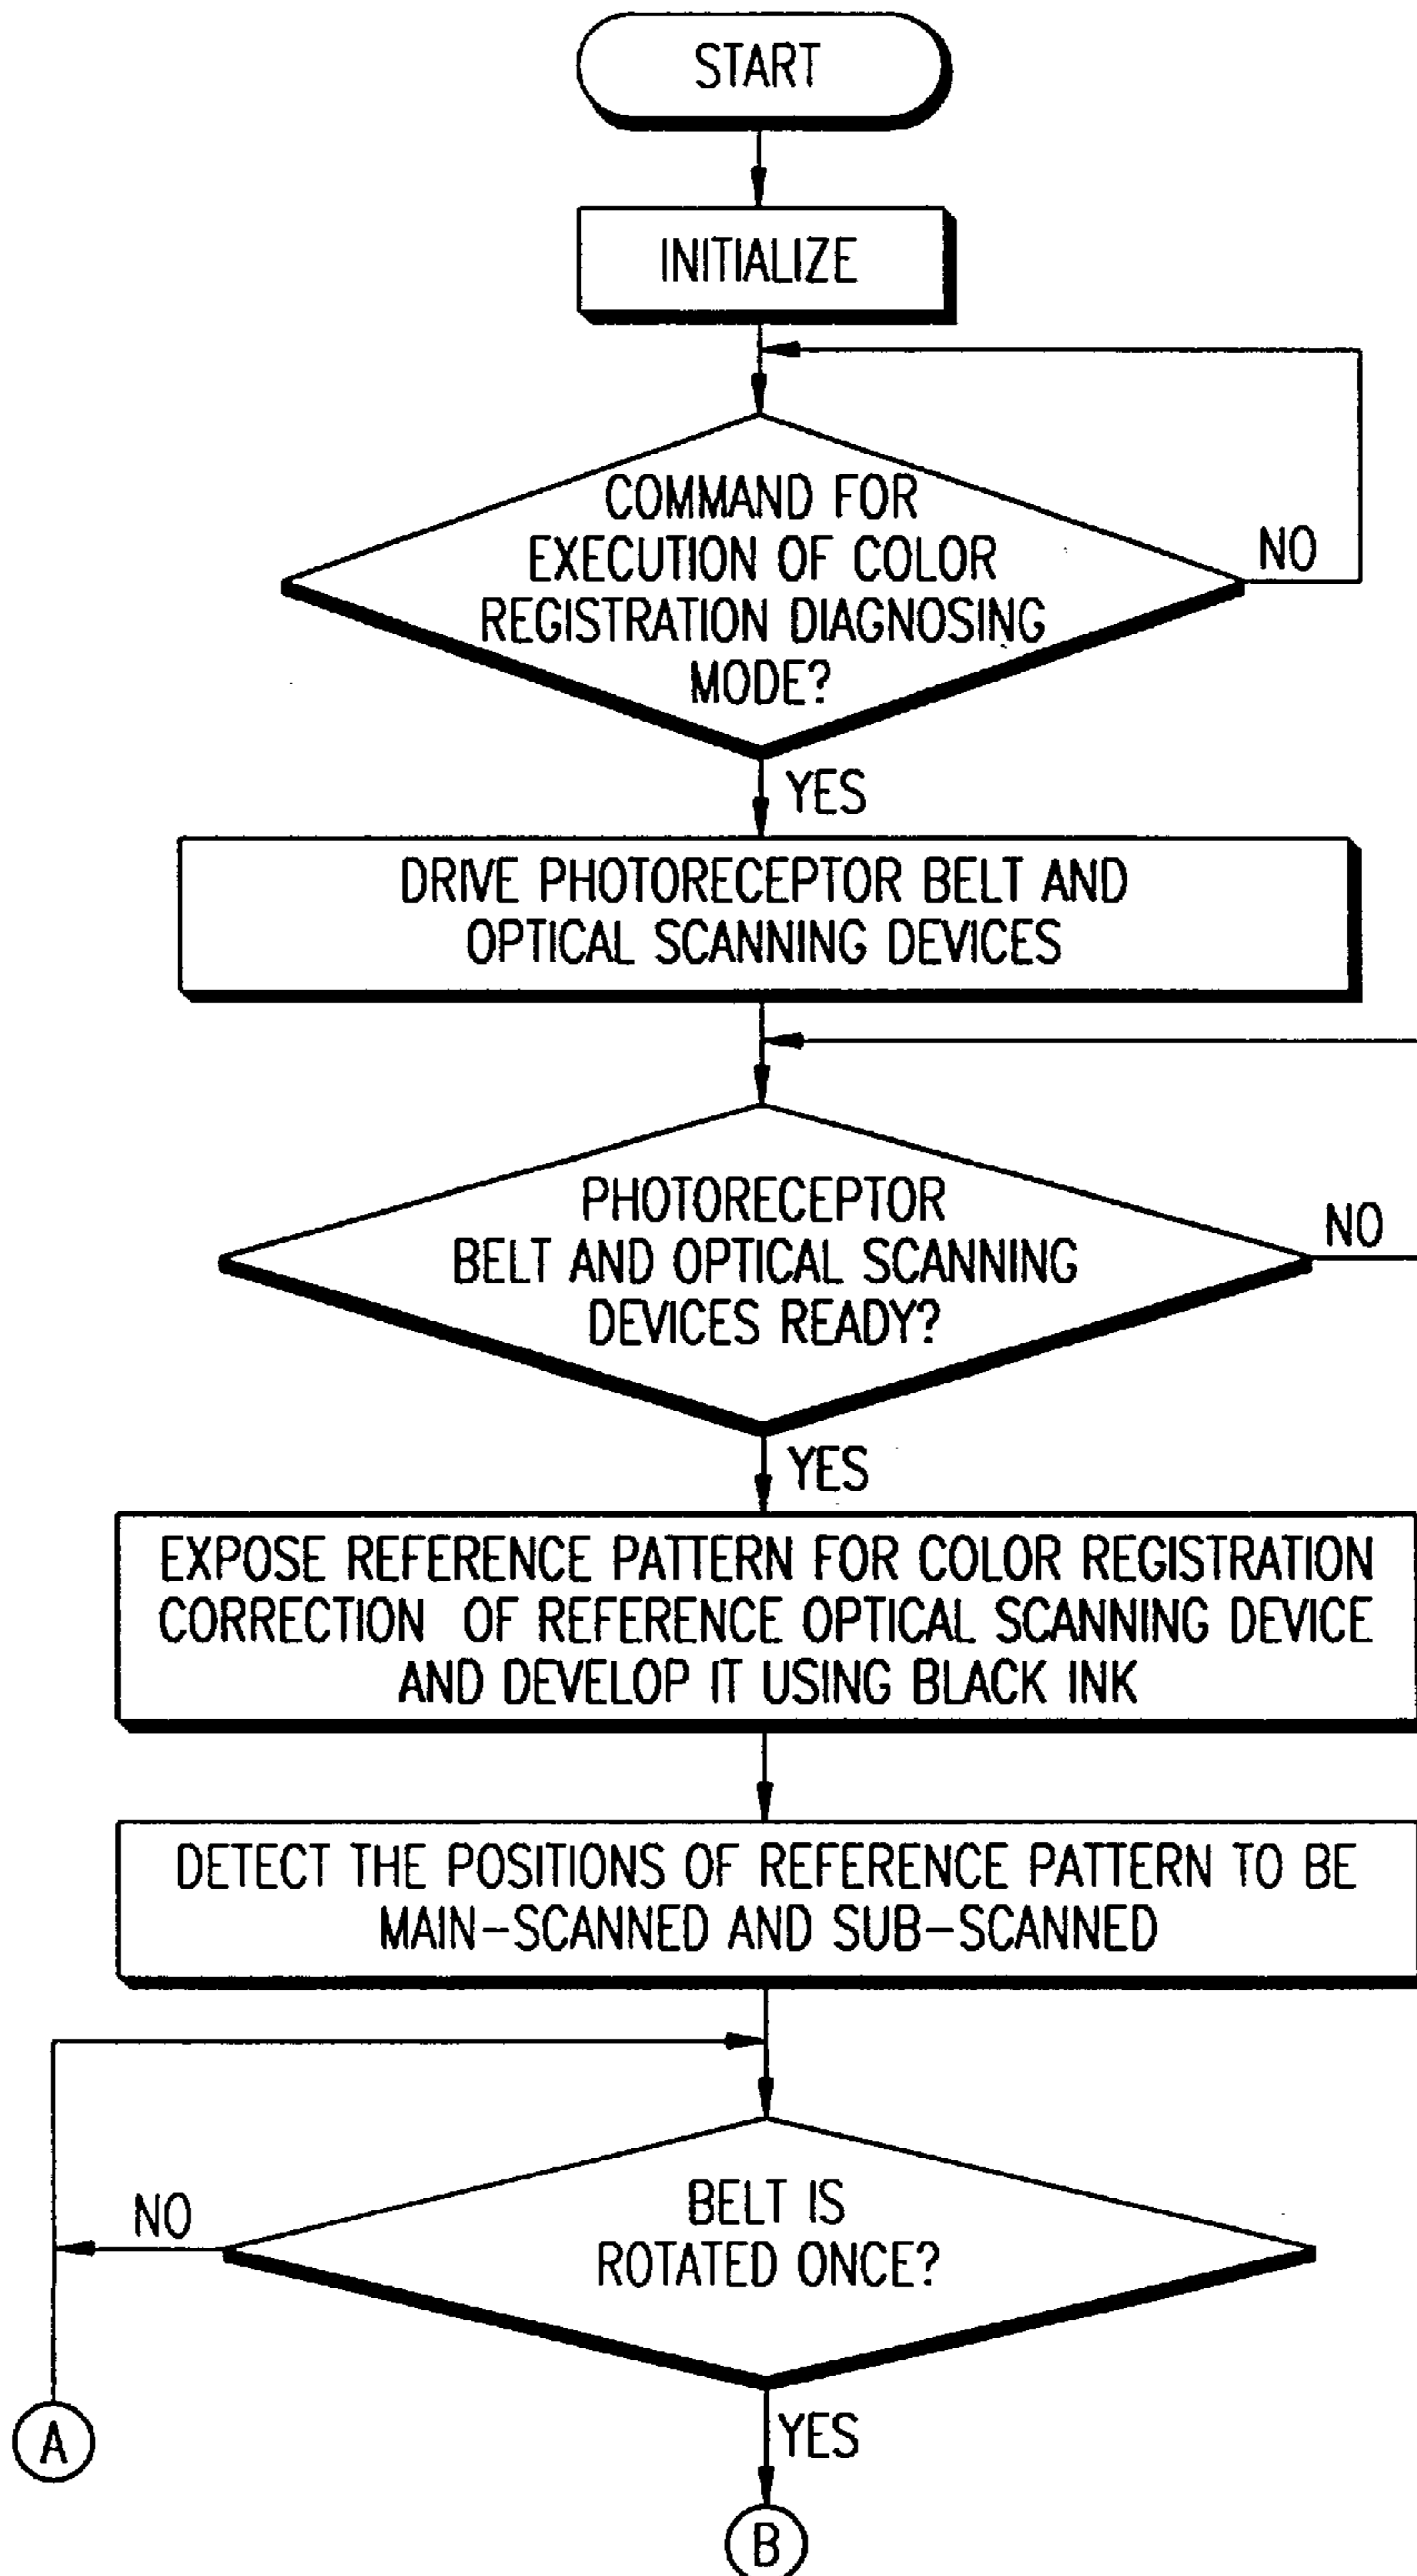 START
INITIALIZE
COMMAND FOR
EXECUTION OF COLOR
REGISTRATION DIAGNOSING
MODE?
NO
YES
DRIVE PHOTORECEPTOR BELT AND
OPTICAL SCANNING DEVICES
PHOTORECEPTOR
BELT AND OPTICAL SCANNING
DEVICES READY?
NO
YES
EXPOSE REFERENCE PATTERN FOR COLOR REGISTRATION
CORRECTION OF REFERENCE OPTICAL SCANNING DEVICE
AND DEVELOP IT USING BLACK INK
DETECT THE POSITIONS OF REFERENCE PATTERN TO BE
MAIN-SCANNED AND SUB-SCANNED
BELT IS
ROTATED ONCE?
NO
YES
A
B